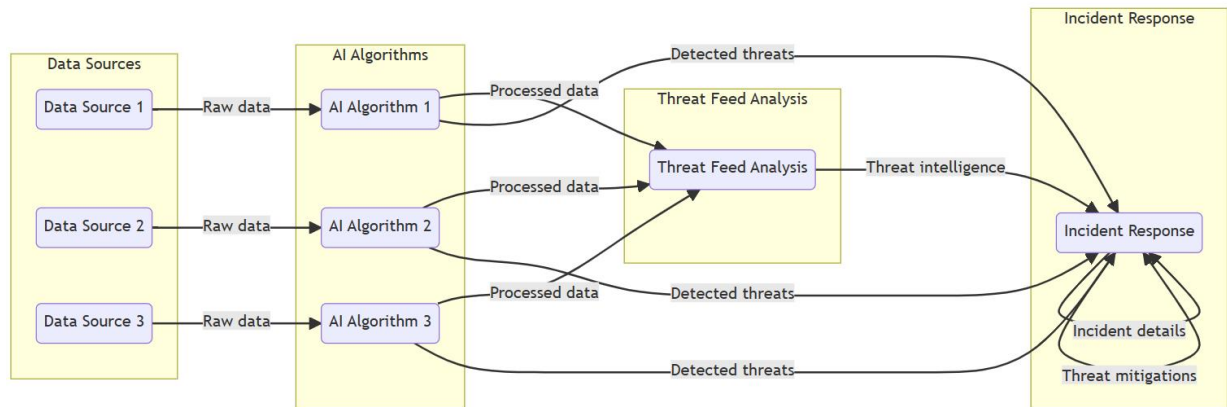 Data Sources
Data Source 1
Data Source 2
Data Source 3
Raw data
Raw data
Raw data
AI Algorithms
AI Algorithm 1
AI Algorithm 2
AI Algorithm 3
Processed data
Processed data
Processed data
Detected threats
Detected threats
Detected threats
Threat Feed Analysis
Threat Feed Analysis
Threat intelligence
Incident Response
Incident Response
Incident details
Threat mitigations